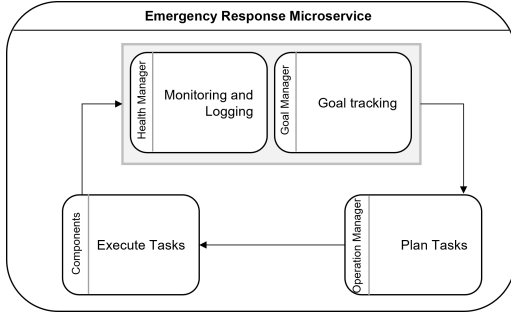 Emergency Response Microservice
Health Manager
Monitoring and
Logging
Goal Manager
Goal tracking
Components
Execute Tasks
Operation Manager
Plan Tasks